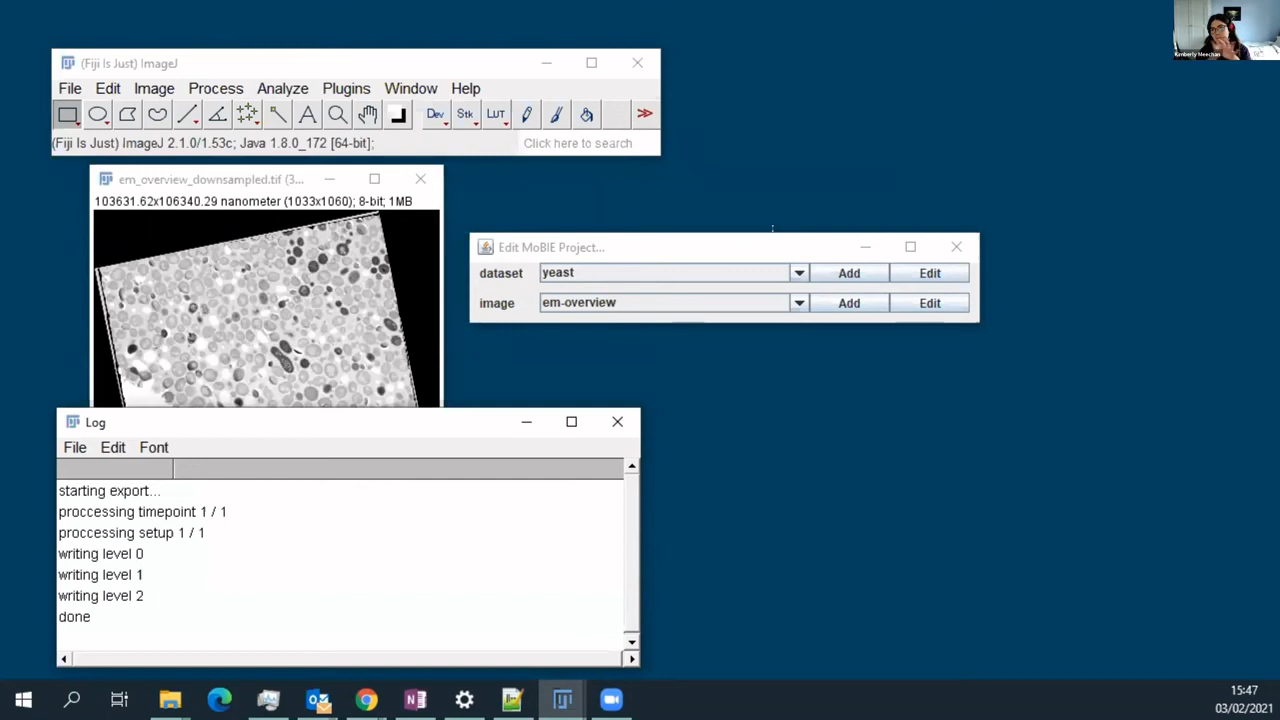 Kimberly Meechan
(Fiji Is Just) ImageJ
File Edit Image Process Analyze Plugins Window Help
Dev Stk LUT
(Fiji Is Just) ImageJ 2.1.0/1.53c; Java 1.8.0_172 [64-bit];
Click here to search
em_overview_downsampled.tif (3...
103631.62x106340.29 nanometer (1033x1060); 8-bit; 1MB
Edit MoBIE Project...
dataset yeast Add Edit
image em-overview Add Edit
Log
File Edit Font
starting export...
proccessing timepoint 1 / 1
proccessing setup 1 / 1
writing level 0
writing level 1
writing level 2
done
15:47
03/02/2021